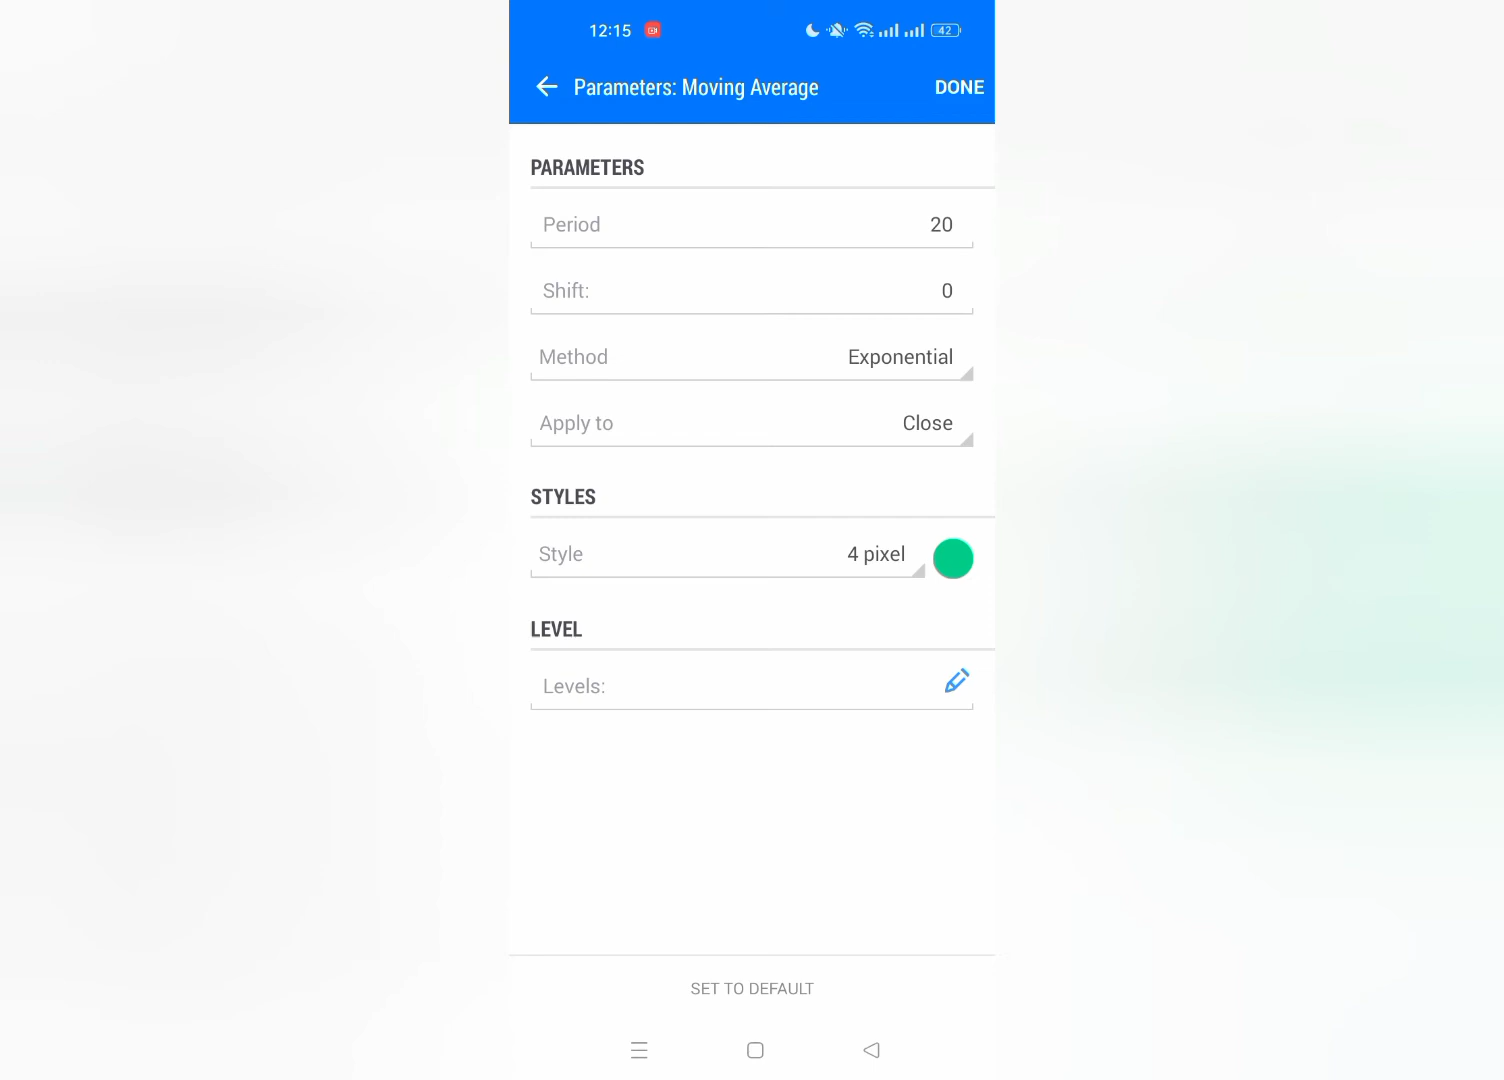 12:15
42
Parameters: Moving Average
DONE
PARAMETERS
Period 20
Shift: 0
Method Exponential
Apply to Close
STYLES
Style 4 pixel
LEVEL
Levels:
SET TO DEFAULT